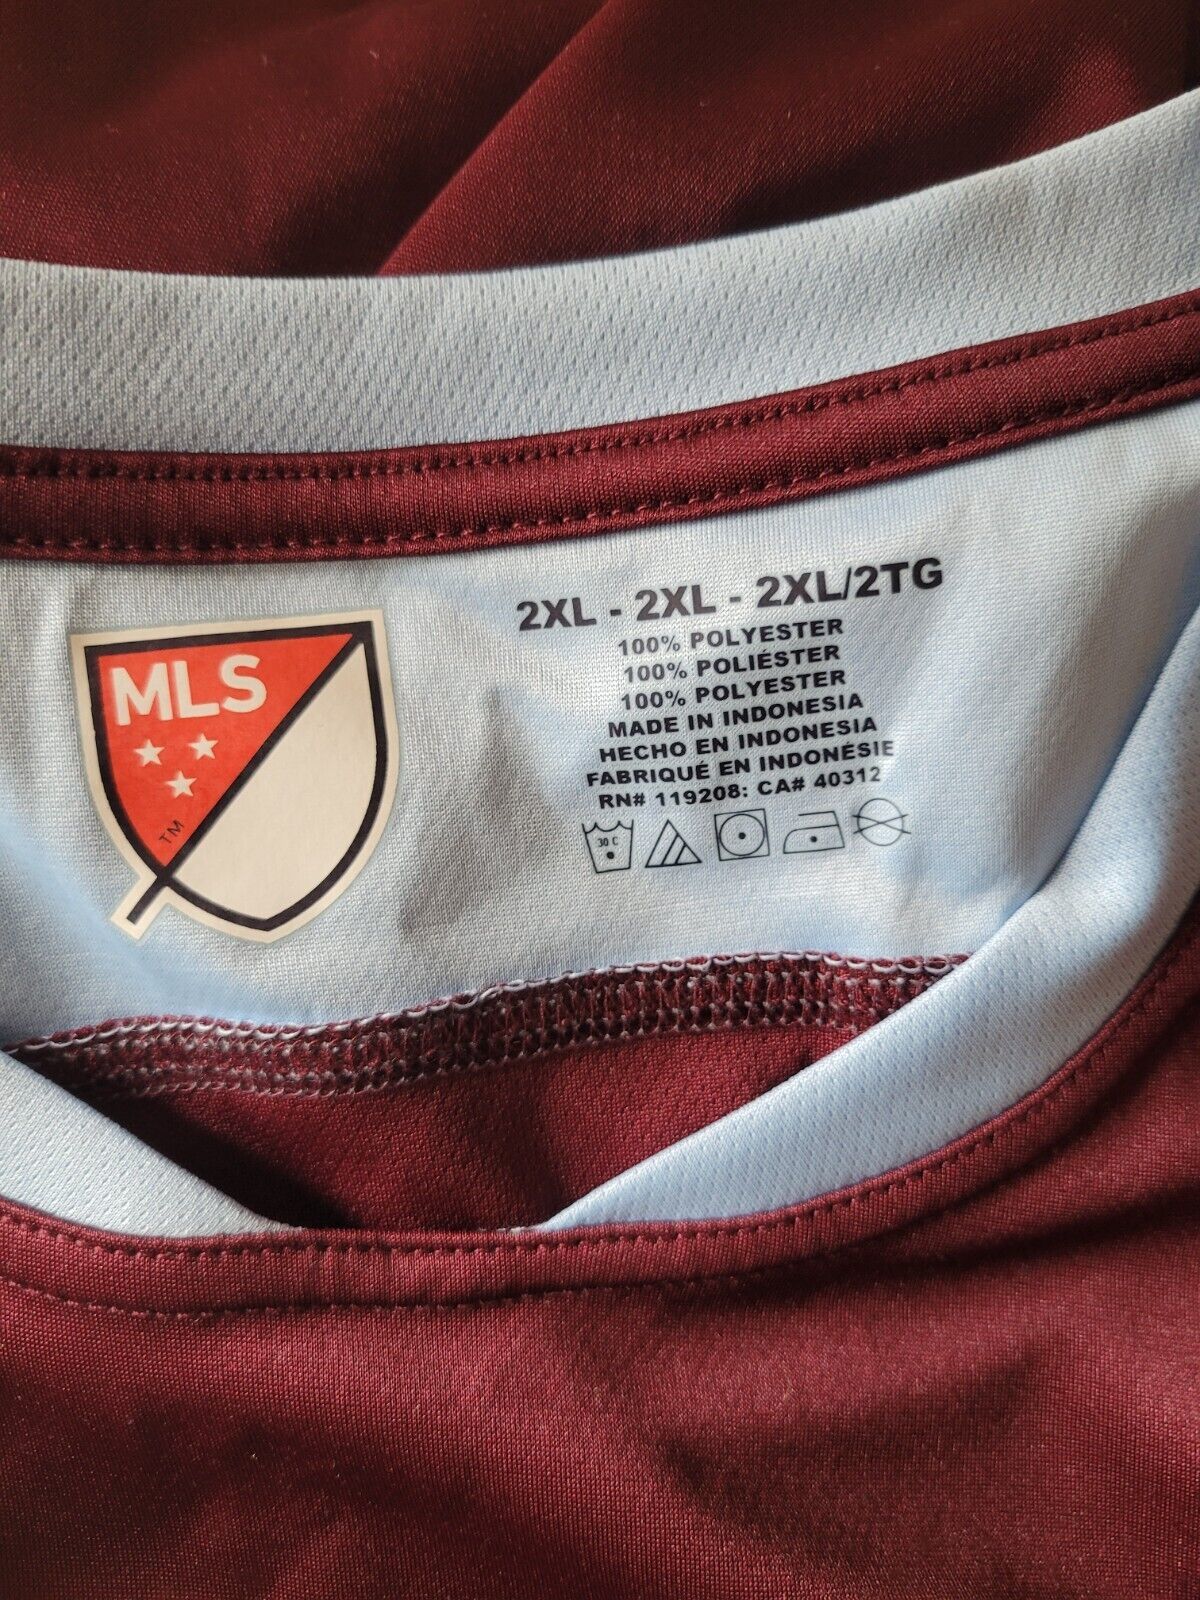 MLS
TM
2XL - 2XL - 2XL/2TG
100% POLYESTER
100% POLIÉSTER
100% POLYESTER
MADE IN INDONESIA
HECHO EN INDONESIA
FABRIQUÉ EN INDONÉSIE
RN# 119208: CA# 40312
30 C